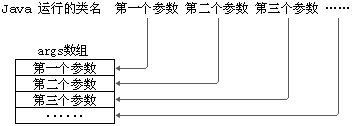 Java 运行的类名 第一个参数 第二个参数 第三个参数 ……
args数组
第一个参数
第二个参数
第三个参数
……